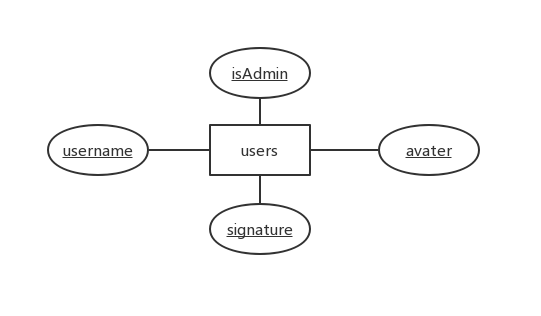 isAdmin
username
users
avater
signature